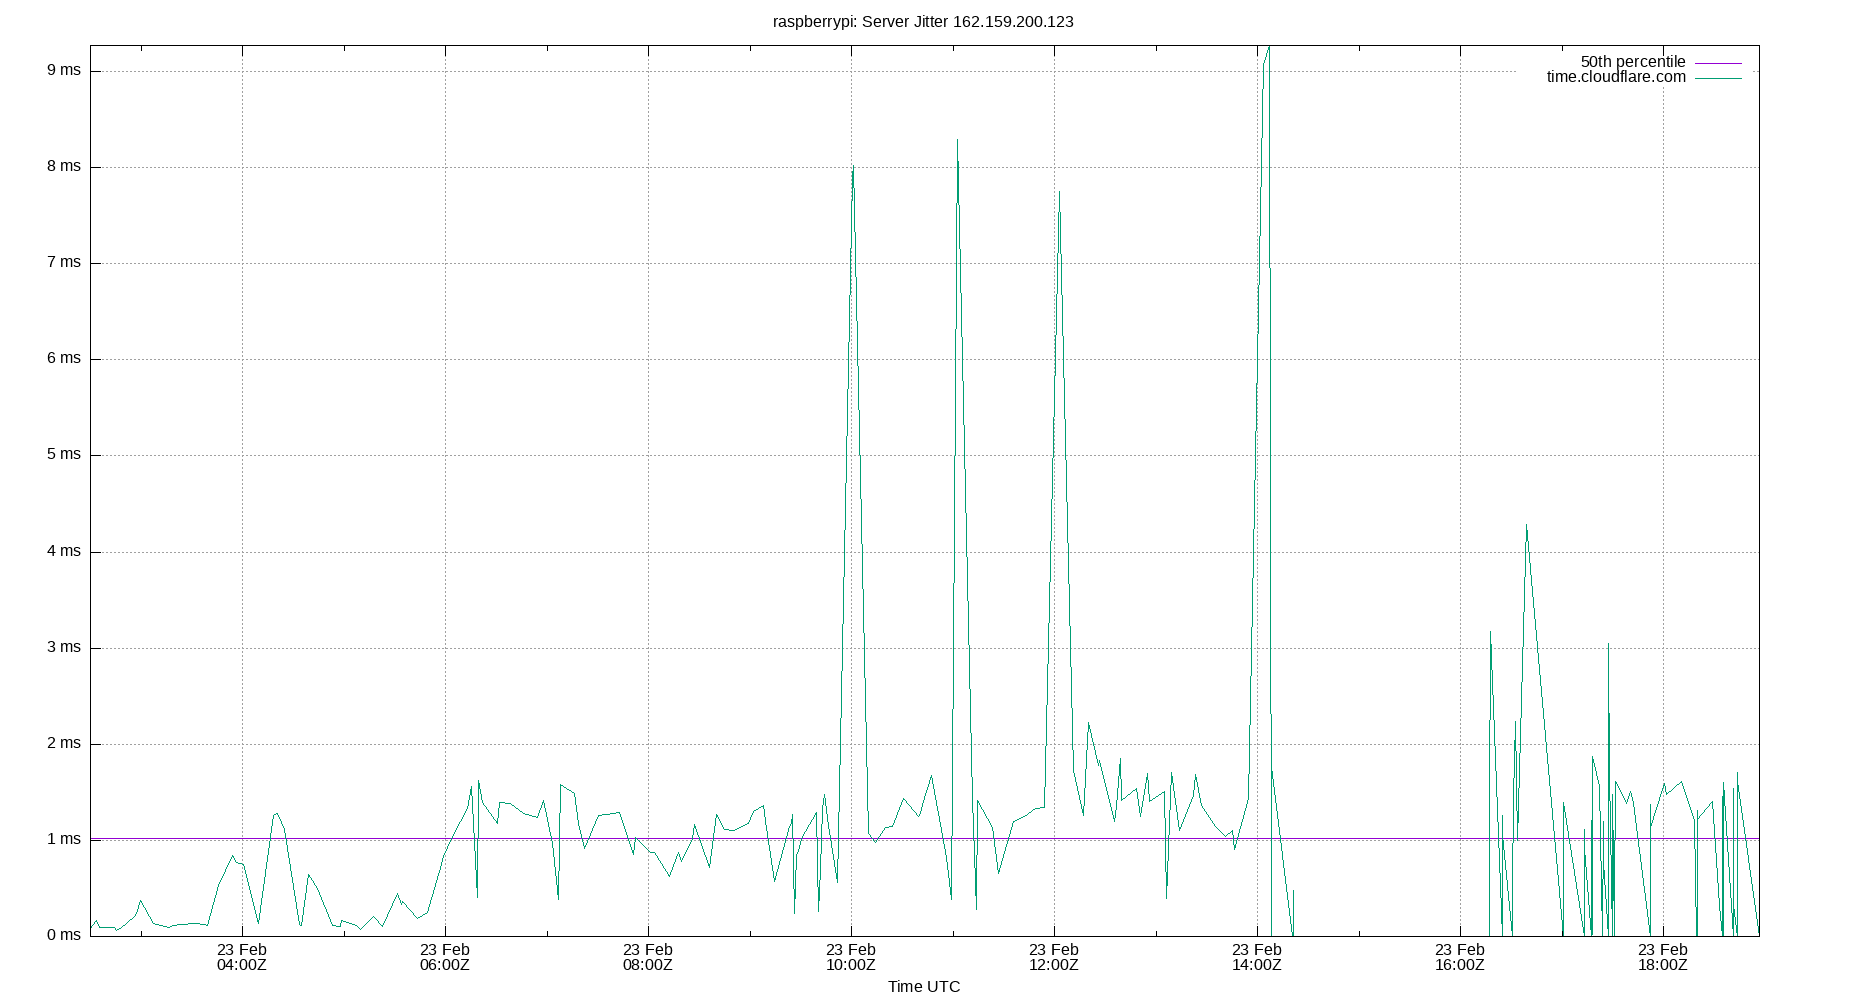 raspberrypi: Server Jitter 162.159.200.123
50th percentile
time.cloudflare.com
9 ms
8 ms
7 ms
6 ms
5 ms
4 ms
3 ms
2 ms
1 ms
0 ms
23 Feb 23 Feb 23 Feb 23 Feb 23 Feb 23 Feb 23 Feb 23 Feb
04:00Z 06:00Z 08:00Z 10:00Z 12:00Z 14:00Z 16:00Z 18:00Z
Time UTC